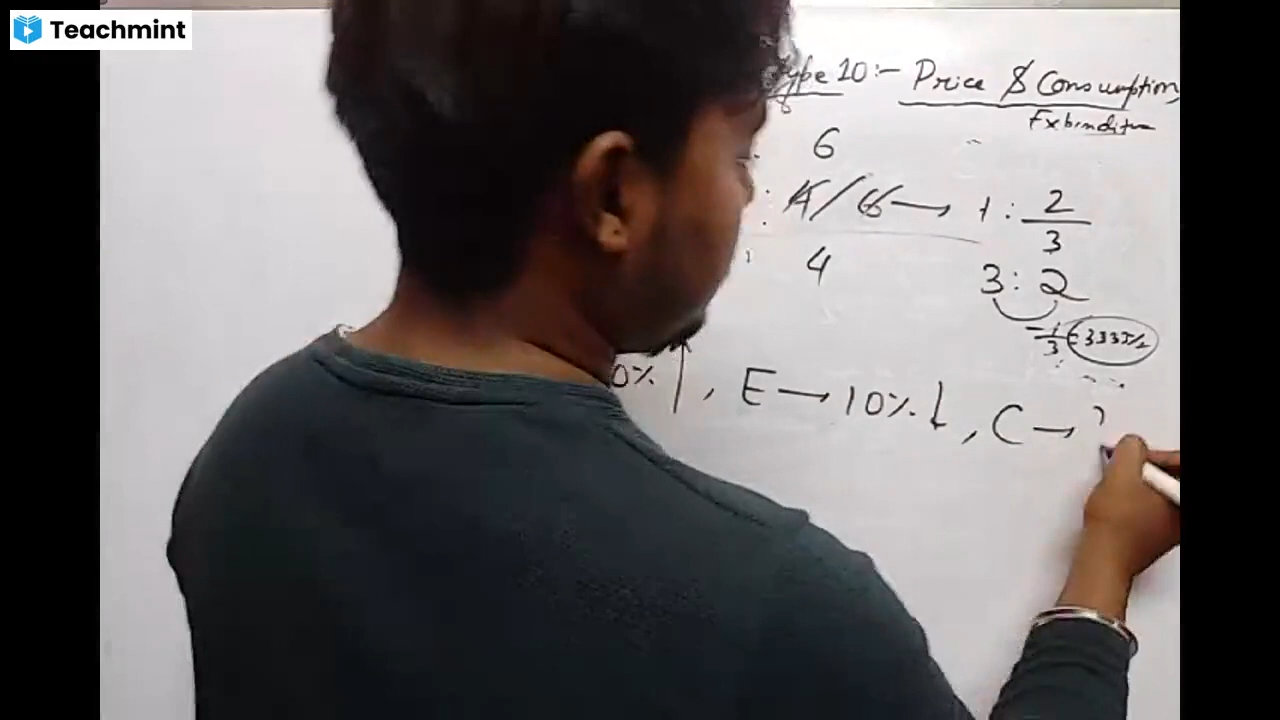 Teachmint
Type 10:- Price & Consumption,
Expenditure
6
: 4/6 → 1 : 2/3
: 4
3 : 2
-1/3 = 33.33%
0% ↑, E → 10% ↓, C → ?